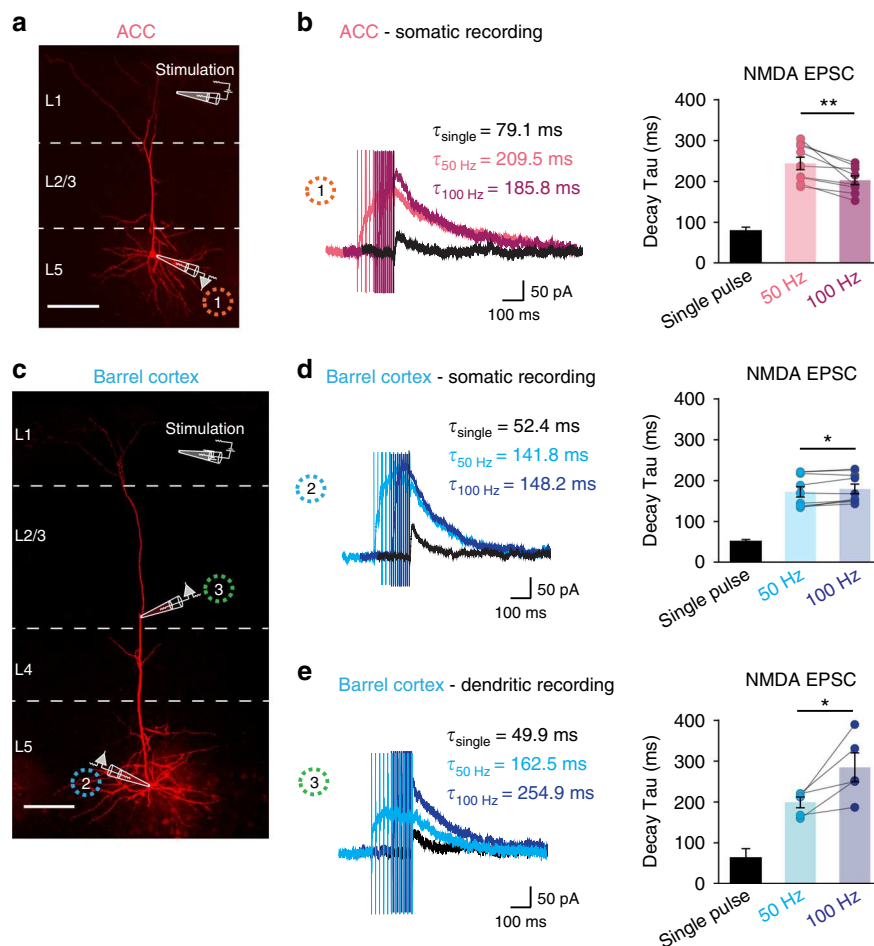 a
ACC
Stimulation
L1
L2/3
L5
1
b
ACC - somatic recording
1
τsingle = 79.1 ms
τ50 Hz = 209.5 ms
τ100 Hz = 185.8 ms
50 pA
100 ms
NMDA EPSC
**
Decay Tau (ms)
400
300
200
100
0
Single pulse
50 Hz
100 Hz
c
Barrel cortex
Stimulation
L1
L2/3
3
L4
L5
2
d
Barrel cortex - somatic recording
2
τsingle = 52.4 ms
τ50 Hz = 141.8 ms
τ100 Hz = 148.2 ms
50 pA
100 ms
NMDA EPSC
*
Decay Tau (ms)
400
300
200
100
0
Single pulse
50 Hz
100 Hz
e
Barrel cortex - dendritic recording
3
τsingle = 49.9 ms
τ50 Hz = 162.5 ms
τ100 Hz = 254.9 ms
50 pA
100 ms
NMDA EPSC
*
Decay Tau (ms)
400
300
200
100
0
Single pulse
50 Hz
100 Hz